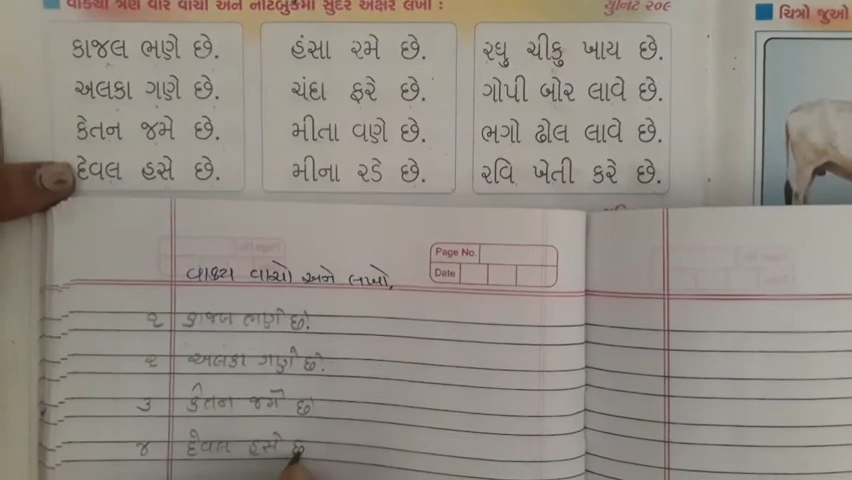 વાક્યો ત્રણ વાર વાંચો અને નોટબુકમાં સુંદર અક્ષરે લખો :
યુનિટ ૨૦૯
ચિત્રો જુઓ
કાજલ ભણે છે.
અલકા ગણે છે.
કેતન જમે છે.
દેવલ હસે છે.
હંસા રમે છે.
ચંદા ફરે છે.
મીતા વણે છે.
મીના રડે છે.
રઘુ ચીકુ ખાય છે.
ગોપી બોર લાવે છે.
ભગો ઢોલ લાવે છે.
રવિ ખેતી કરે છે.
Page No.
Date
વાક્ય વાચો અને લખો.
૧ કાજલ ભણે છે.
૨ અલકા ગણે છે.
૩ કેતન જમે છે
૪ દેવલ હસે છ